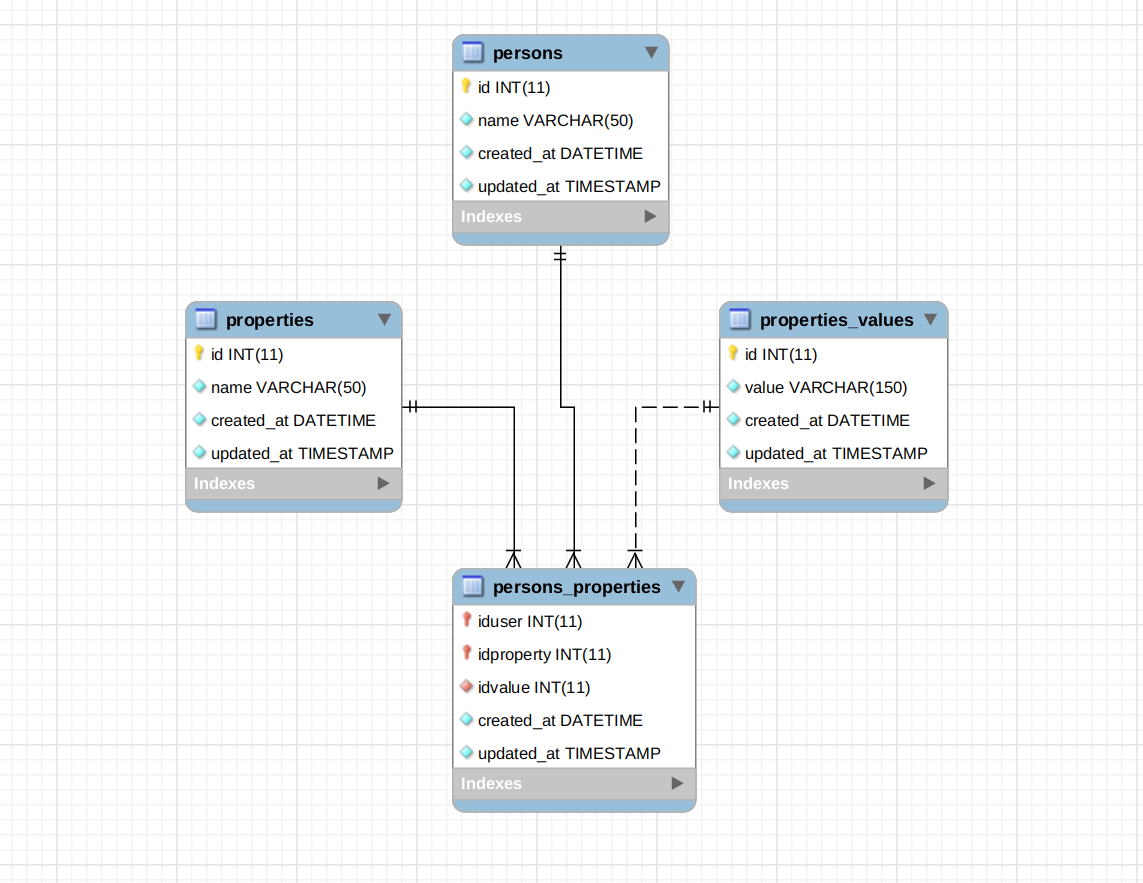 persons
id INT(11)
name VARCHAR(50)
created_at DATETIME
updated_at TIMESTAMP
Indexes
properties
id INT(11)
name VARCHAR(50)
created_at DATETIME
updated_at TIMESTAMP
Indexes
properties_values
id INT(11)
value VARCHAR(150)
created_at DATETIME
updated_at TIMESTAMP
Indexes
persons_properties
iduser INT(11)
idproperty INT(11)
idvalue INT(11)
created_at DATETIME
updated_at TIMESTAMP
Indexes